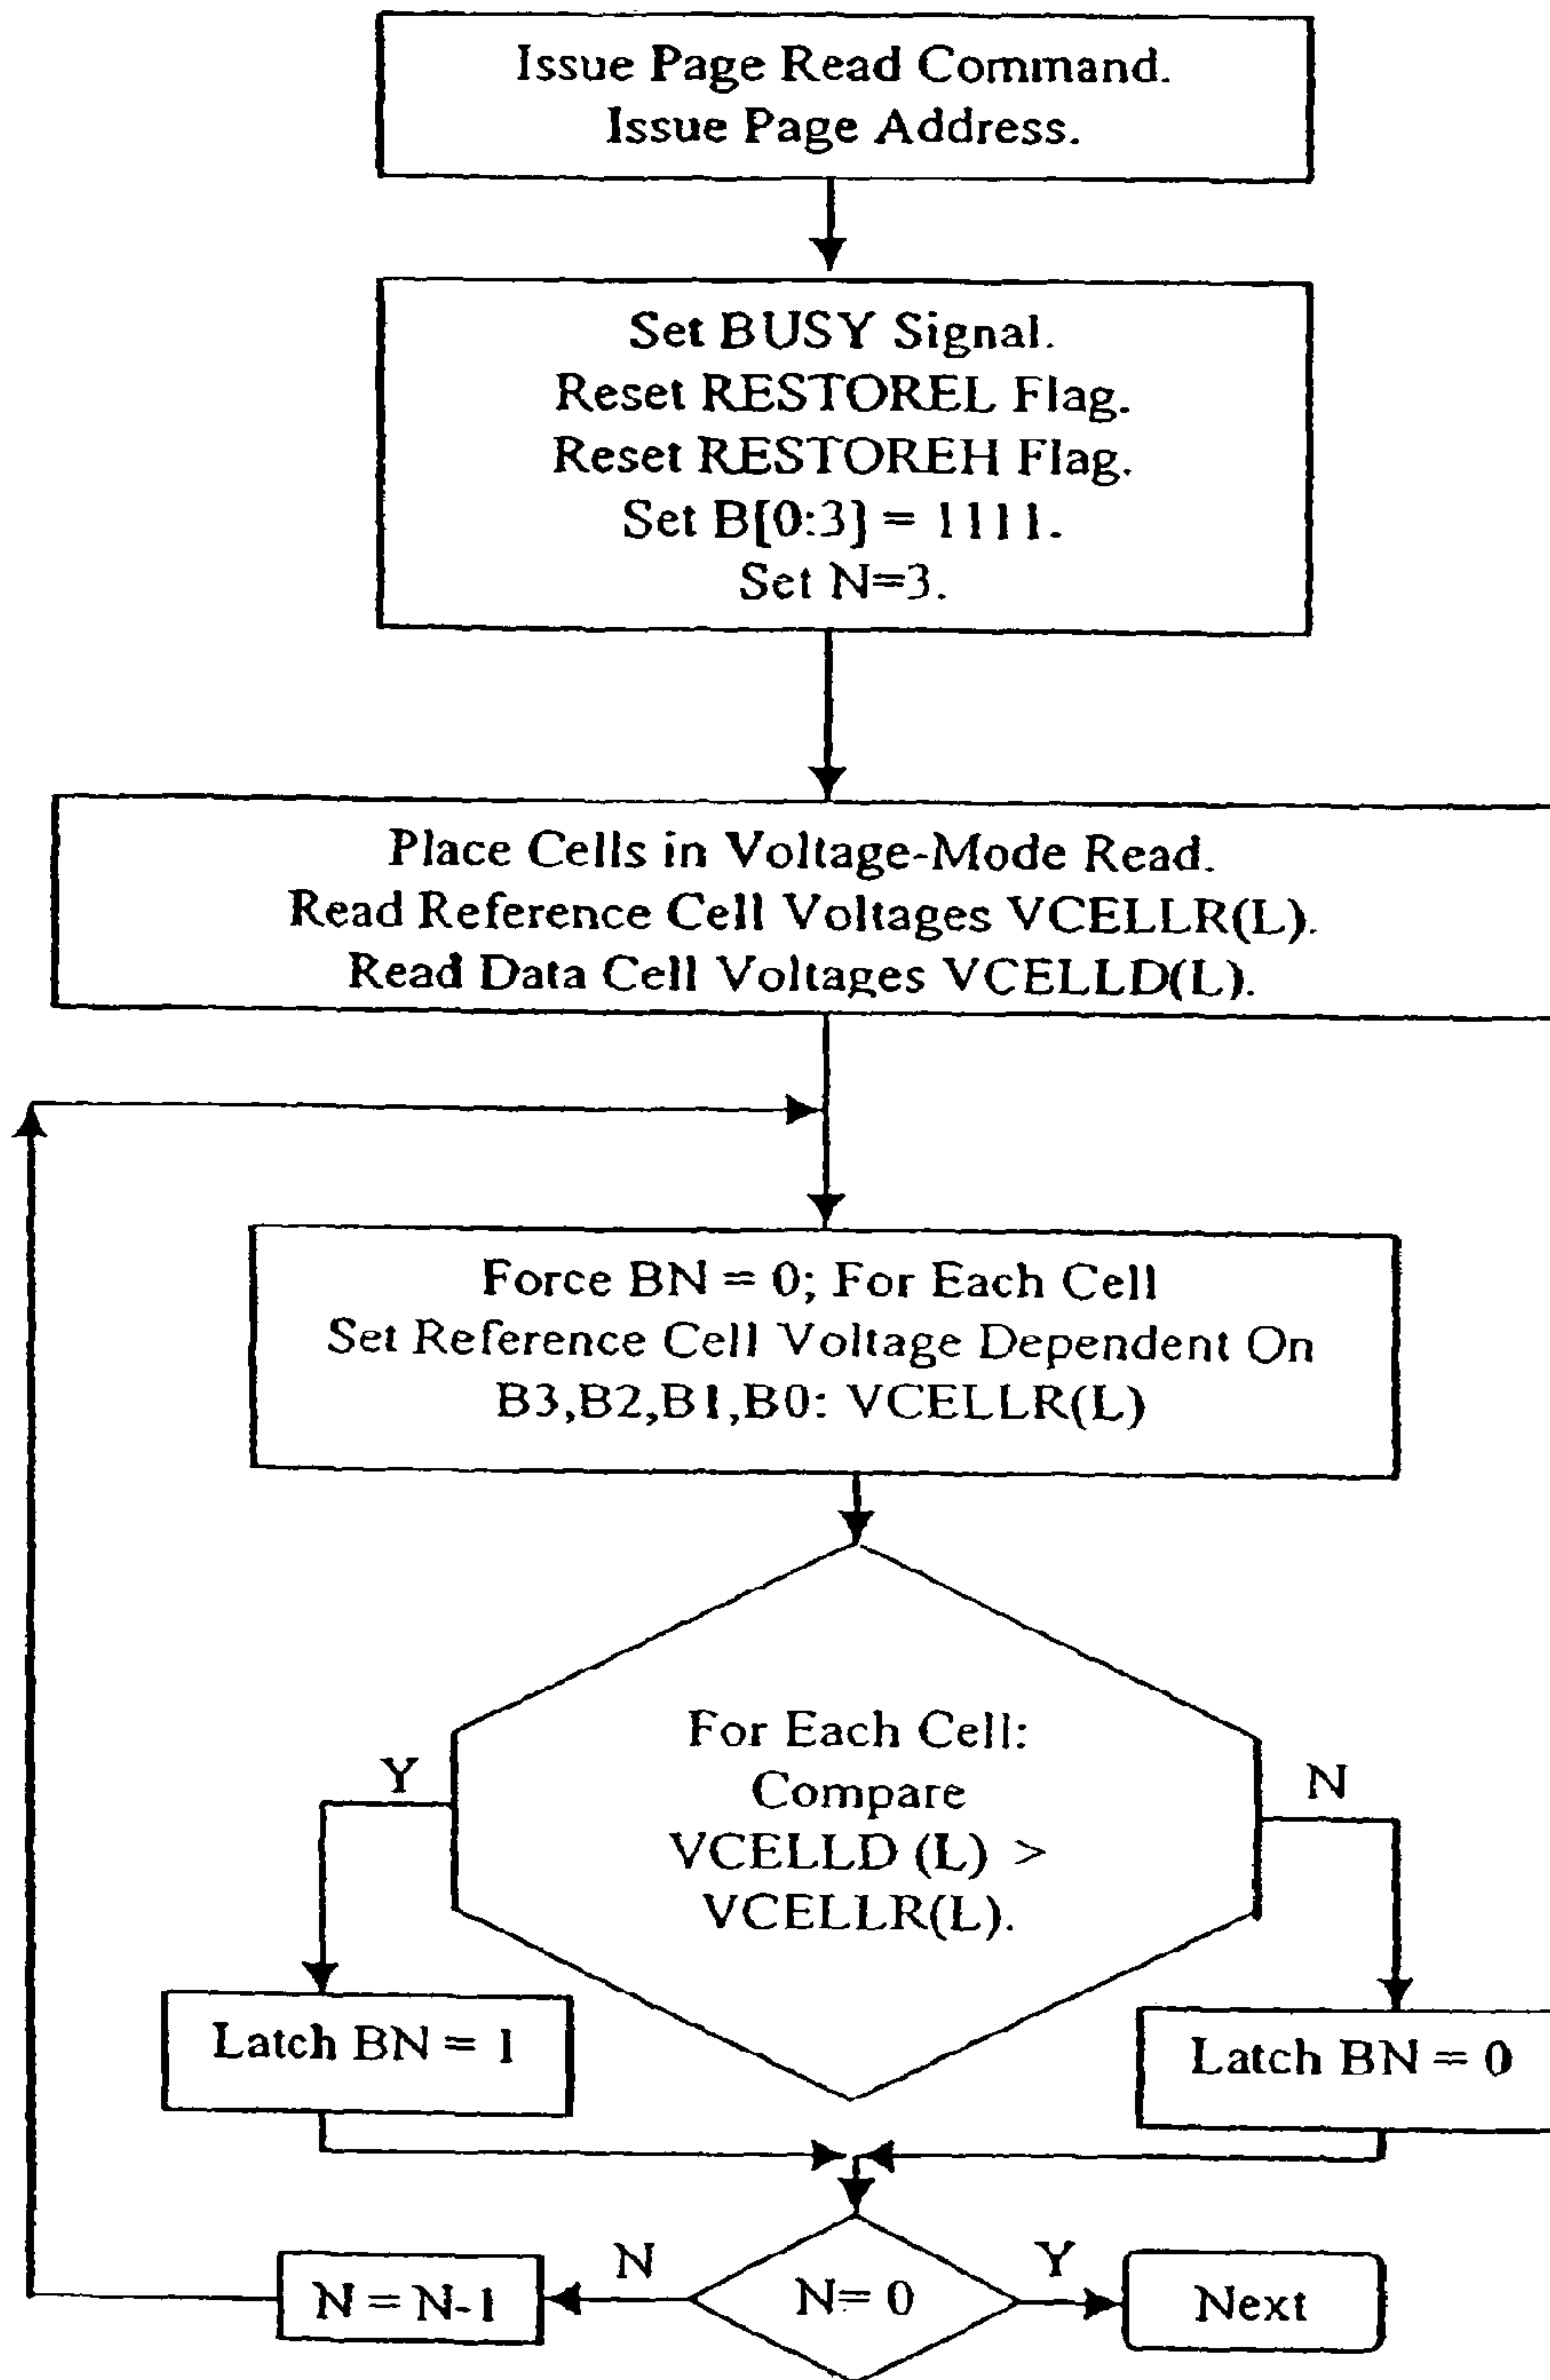 Issue Page Read Command.
Issue Page Address.
Set BUSY Signal.
Reset RESTOREL Flag.
Reset RESTOREH Flag.
Set B[0:3] = 1111.
Set N=3.
Place Cells in Voltage-Mode Read.
Read Reference Cell Voltages VCELLR(L).
Read Data Cell Voltages VCELLD(L).
Force BN = 0; For Each Cell
Set Reference Cell Voltage Dependent On
B3,B2,B1,B0: VCELLR(L)
For Each Cell:
Compare
VCELLD (L) >
VCELLR(L).
Y
N
Latch BN = 1
Latch BN = 0
N = N-1
N
N= 0
Y
Next